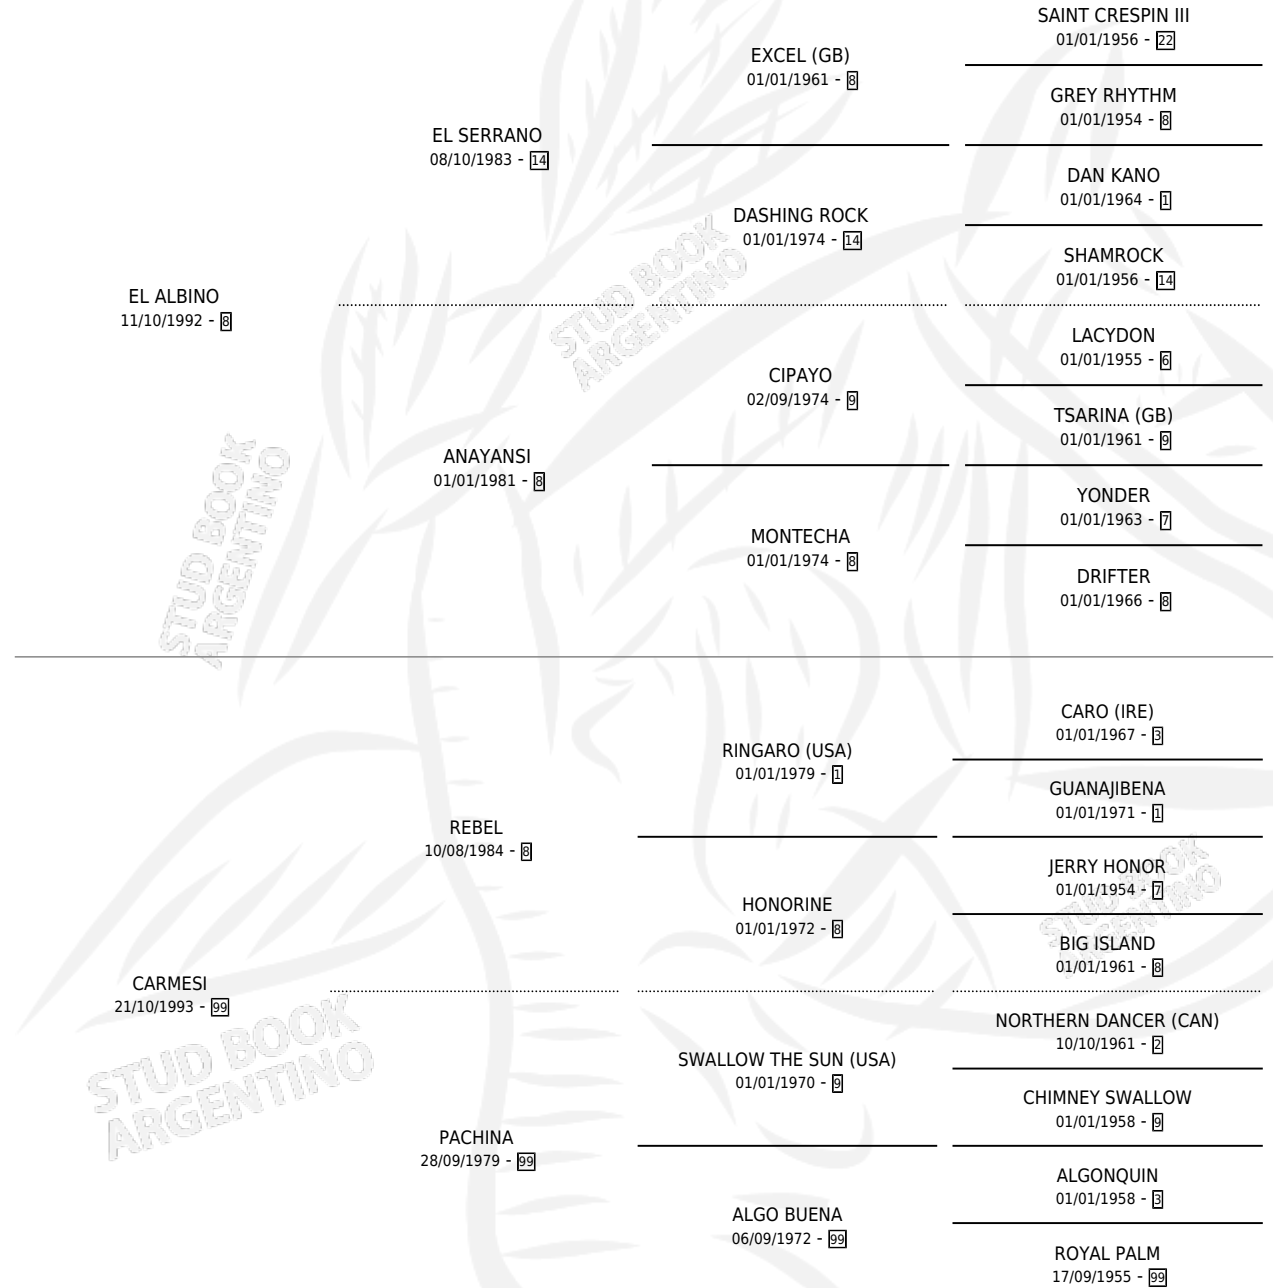 SAINT CRESPIN III
01/01/1956 - 22
EXCEL (GB)
01/01/1961 - 8
GREY RHYTHM
01/01/1954 - 8
EL SERRANO
08/10/1983 - 14
DAN KANO
01/01/1964 - 1
DASHING ROCK
01/01/1974 - 14
SHAMROCK
01/01/1956 - 14
EL ALBINO
11/10/1992 - 8
LACYDON
01/01/1955 - 6
CIPAYO
02/09/1974 - 9
TSARINA (GB)
01/01/1961 - 9
ANAYANSI
01/01/1981 - 8
YONDER
01/01/1963 - 7
MONTECHA
01/01/1974 - 8
DRIFTER
01/01/1966 - 8
STUD BOOK
ARGENTINO
STUD BOOK
ARGENTINO
CARO (IRE)
01/01/1967 - 3
RINGARO (USA)
01/01/1979 - 1
GUANAJIBENA
01/01/1971 - 1
REBEL
10/08/1984 - 8
JERRY HONOR
01/01/1954 - 7
HONORINE
01/01/1972 - 8
BIG ISLAND
01/01/1961 - 8
CARMESI
21/10/1993 - 99
NORTHERN DANCER (CAN)
10/10/1961 - 2
SWALLOW THE SUN (USA)
01/01/1970 - 9
CHIMNEY SWALLOW
01/01/1958 - 9
PACHINA
28/09/1979 - 99
ALGONQUIN
01/01/1958 - 3
ALGO BUENA
06/09/1972 - 99
ROYAL PALM
17/09/1955 - 99
STUD BOOK
ARGENTINO
STUD BOOK
ARGENTINO